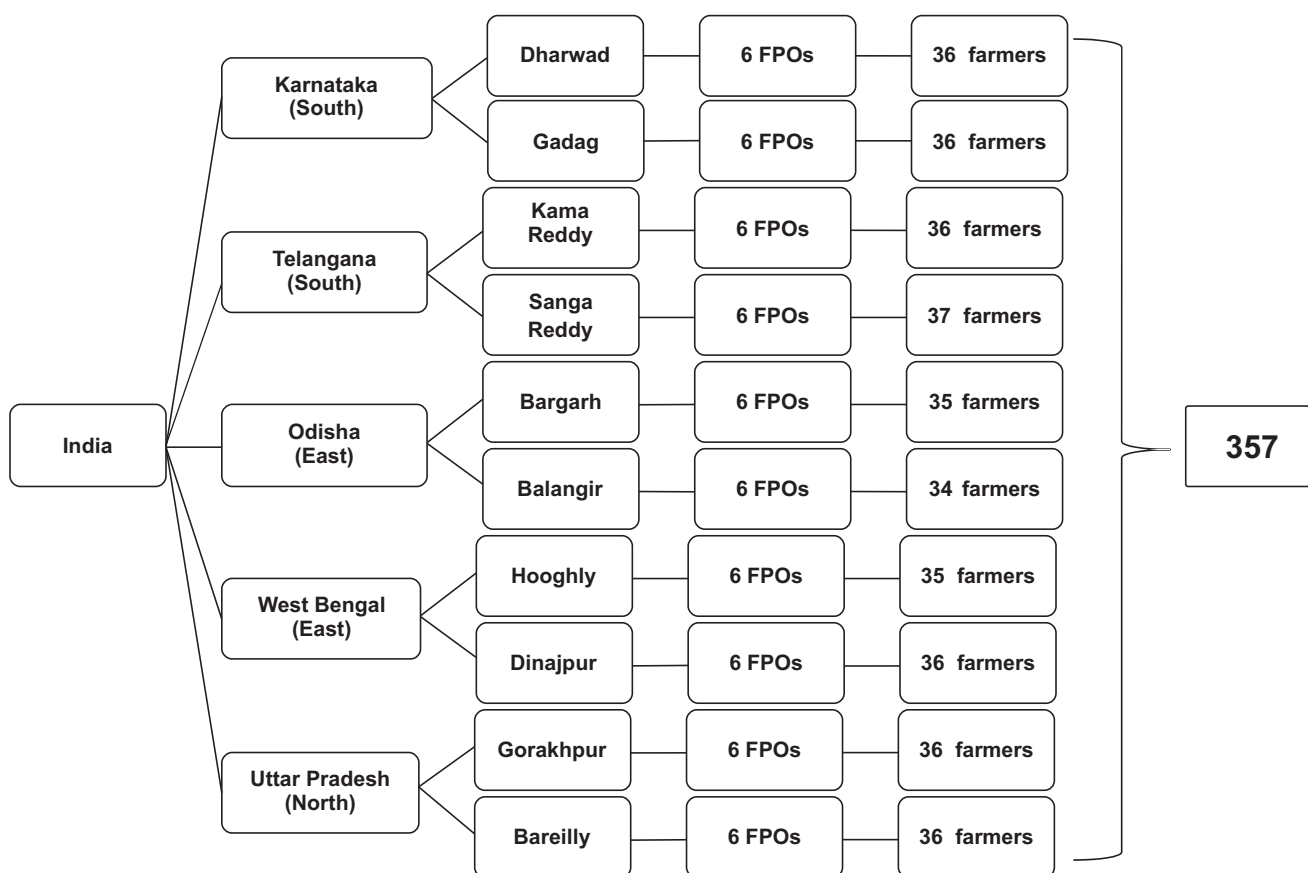 Dharwad
6 FPOs
36 farmers
Karnataka
(South)
Gadag
6 FPOs
36 farmers
Kama
Reddy
6 FPOs
36 farmers
Telangana
(South)
Sanga
Reddy
6 FPOs
37 farmers
Bargarh
6 FPOs
35 farmers
India
Odisha
(East)
357
Balangir
6 FPOs
34 farmers
Hooghly
6 FPOs
35 farmers
West Bengal
(East)
Dinajpur
6 FPOs
36 farmers
Gorakhpur
6 FPOs
36 farmers
Uttar Pradesh
(North)
Bareilly
6 FPOs
36 farmers